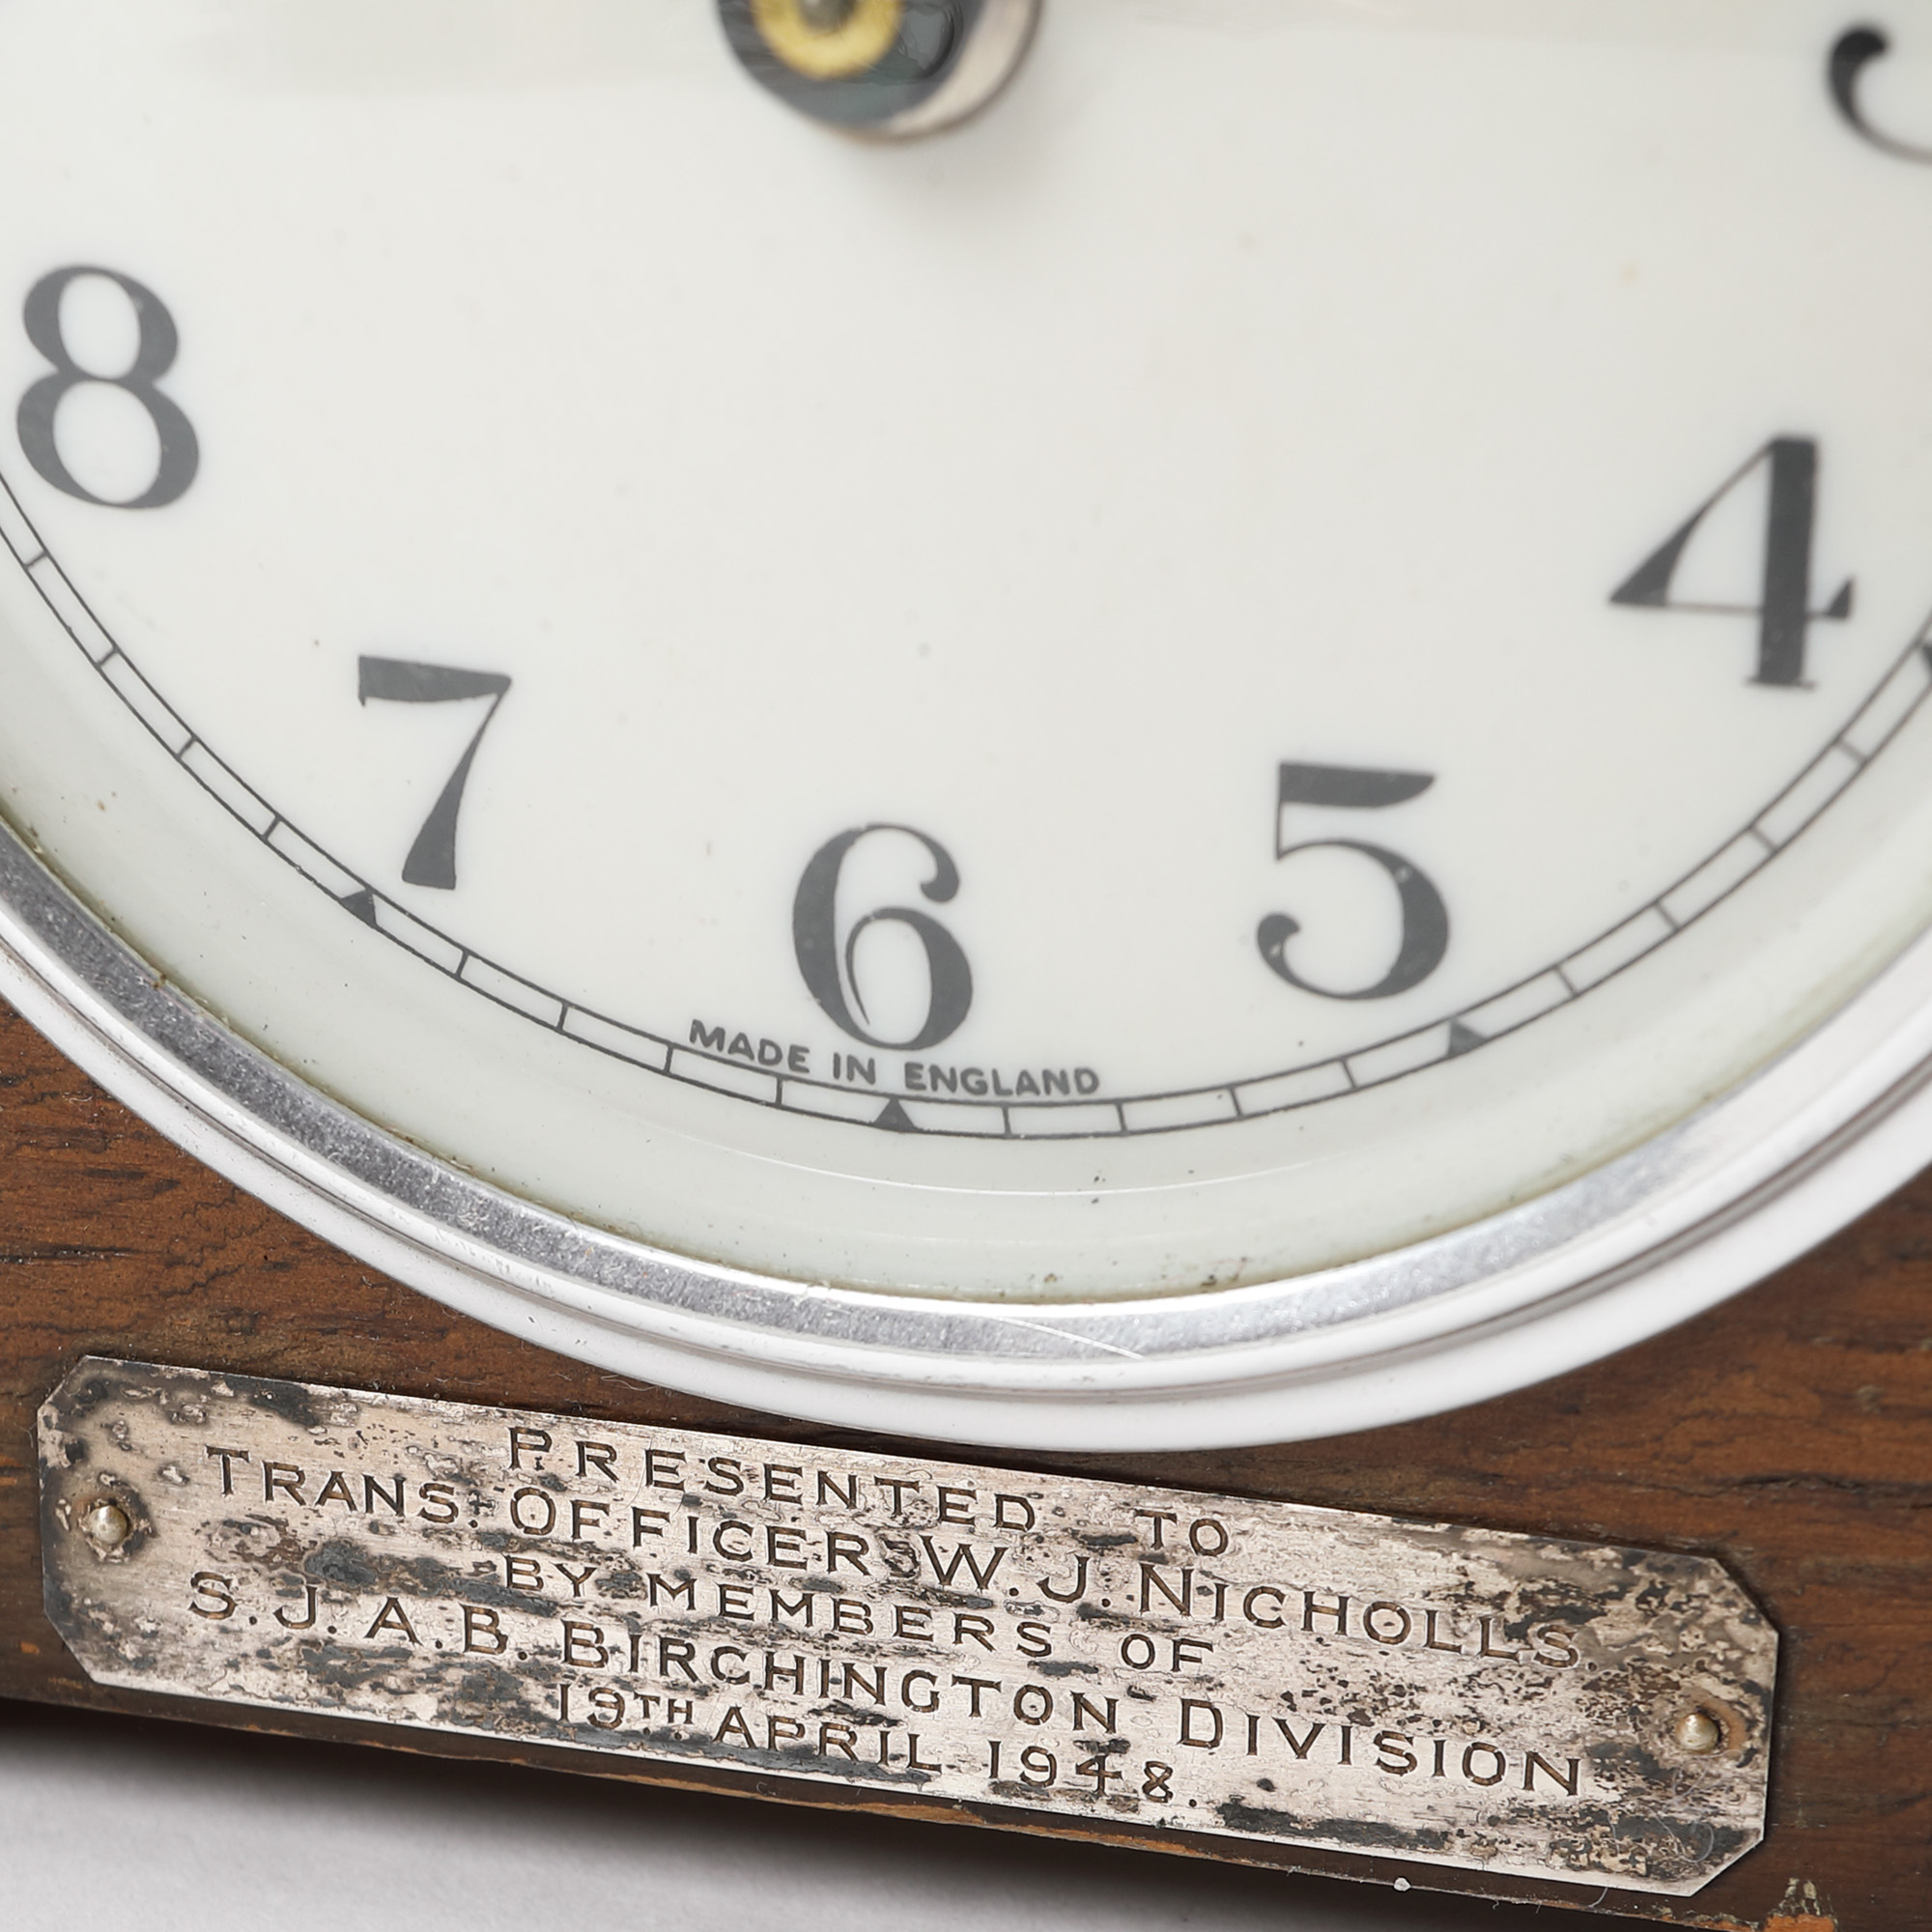 8
4
7
5
6
MADE IN ENGLAND
PRESENTED TO
TRANS. OFFICER W. J. NICHOLLS.
BY MEMBERS OF
S. J. A. B. BIRCHINGTON DIVISION
19TH APRIL 1948.